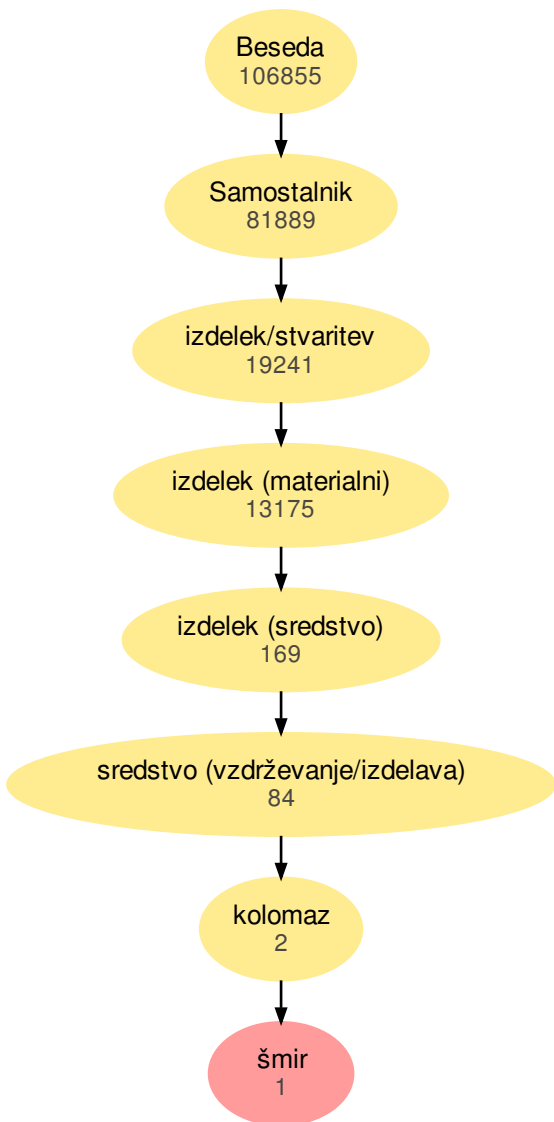 Beseda
106855
Samostalnik
81889
izdelek/stvaritev
19241
izdelek (materialni)
13175
izdelek (sredstvo)
169
sredstvo (vzdrževanje/izdelava)
84
kolomaz
2
šmir
1